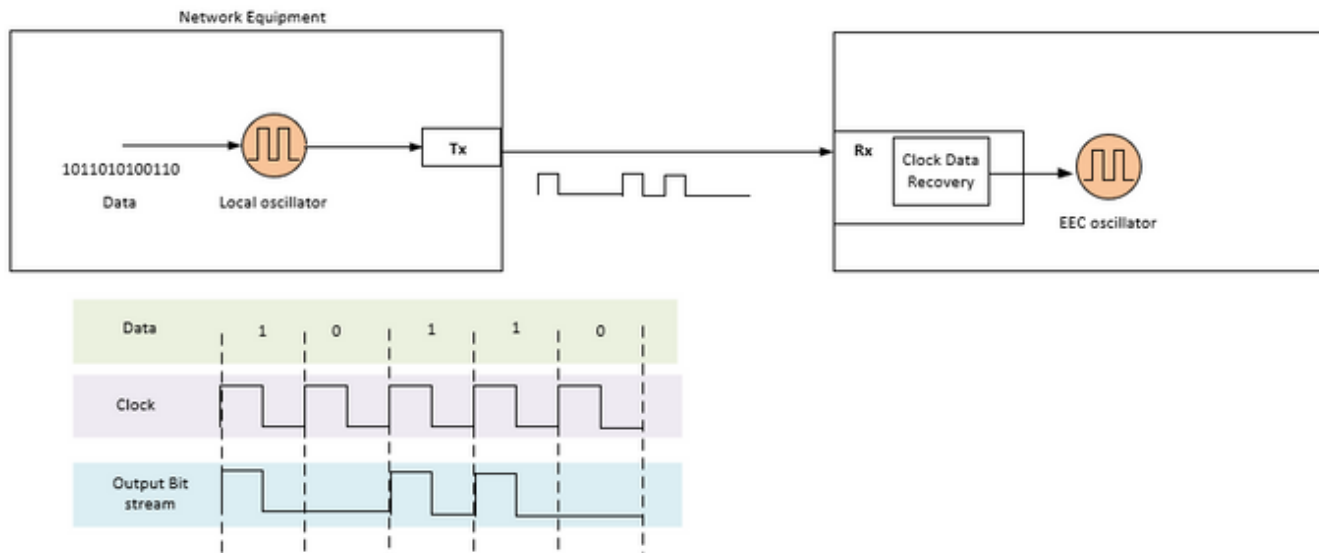 Network Equipment
1011010100110
Data
Local oscillator
Tx
Rx
Clock Data
Recovery
EEC oscillator
Data 1 0 1 1 0
Clock
Output Bit
stream